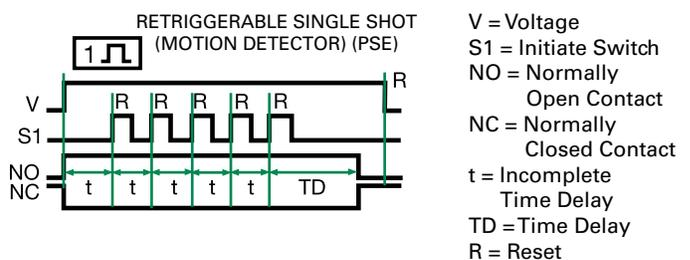 RETRIGGERABLE SINGLE SHOT
(MOTION DETECTOR) (PSE)
1
R
V
R R R R R
S1
NO
NC
t t t t t TD
V = Voltage
S1 = Initiate Switch
NO = Normally
Open Contact
NC = Normally
Closed Contact
t = Incomplete
Time Delay
TD = Time Delay
R = Reset